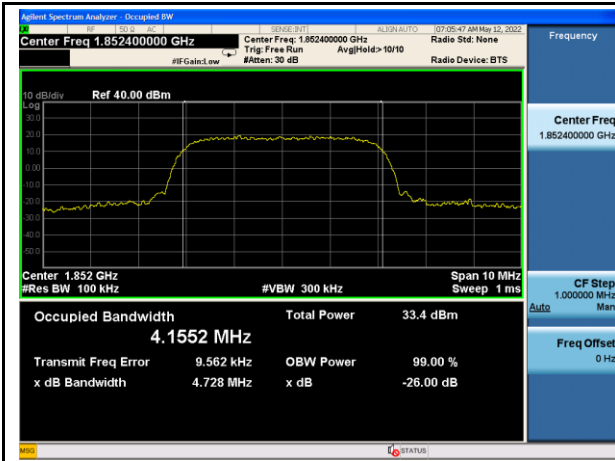 Agilent Spectrum Analyzer - Occupied BW
RF 50 Ω AC SENSE:INT ALIGN AUTO 07:05:47 AM May 12, 2022
Center Freq 1.852400000 GHz Center Freq: 1.852400000 GHz Radio Std: None Frequency
Trig: Free Run Avg|Hold:>10/10
#IFGain:Low #Atten: 30 dB Radio Device: BTS
10 dB/div Ref 40.00 dBm
Log
30.0
20.0
10.0
0.00
-10.0
-20.0
-30.0
-40.0
-50.0
Center Freq
1.852400000 GHz
Center 1.852 GHz Span 10 MHz
#Res BW 100 kHz #VBW 300 kHz Sweep 1 ms
CF Step
1.000000 MHz
Auto Man
Occupied Bandwidth Total Power 33.4 dBm
4.1552 MHz
Transmit Freq Error 9.562 kHz OBW Power 99.00 %
x dB Bandwidth 4.728 MHz x dB -26.00 dB
Freq Offset
0 Hz
MSG STATUS